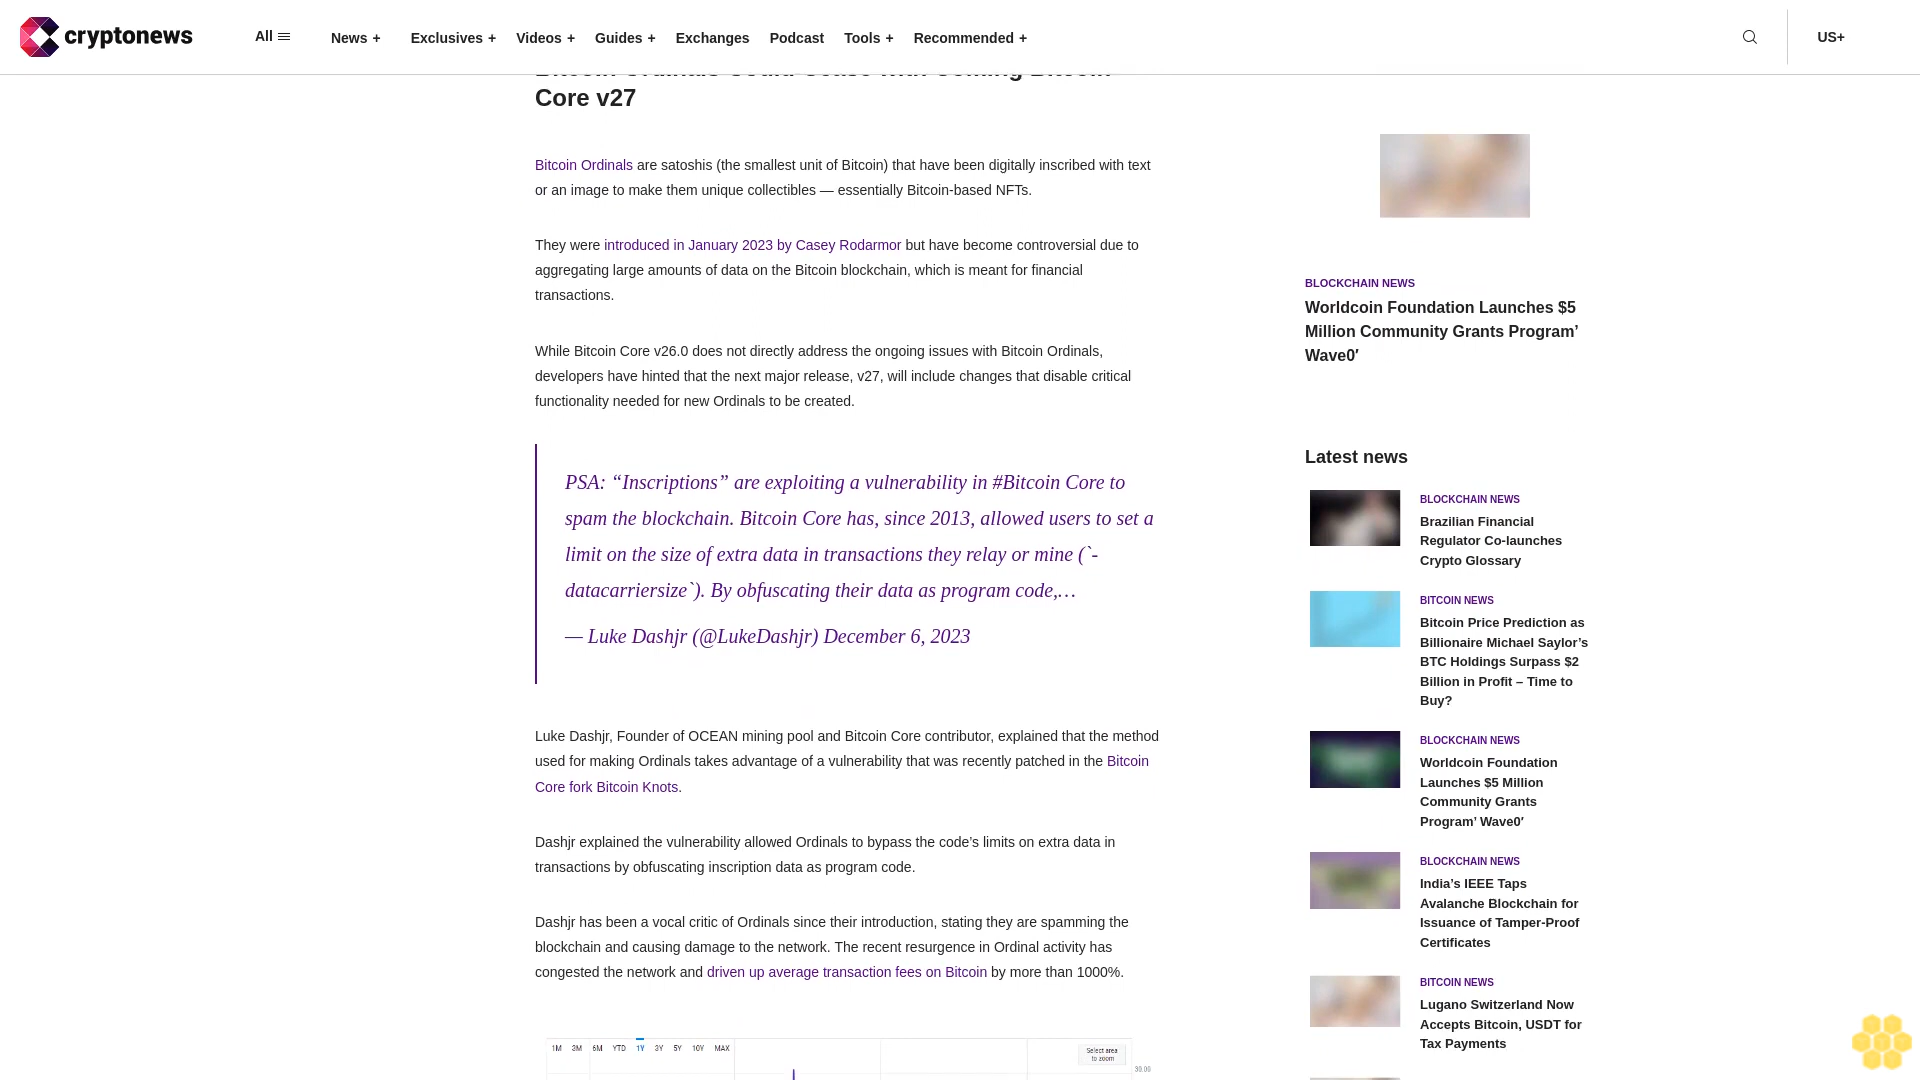 cryptonews
All
News +
Exclusives +
Videos +
Guides +
Exchanges
Podcast
Tools +
Recommended +
US+
Core v27
Bitcoin Ordinals are satoshis (the smallest unit of Bitcoin) that have been digitally inscribed with text
or an image to make them unique collectibles — essentially Bitcoin-based NFTs.
They were introduced in January 2023 by Casey Rodarmor but have become controversial due to
aggregating large amounts of data on the Bitcoin blockchain, which is meant for financial
transactions.
While Bitcoin Core v26.0 does not directly address the ongoing issues with Bitcoin Ordinals,
developers have hinted that the next major release, v27, will include changes that disable critical
functionality needed for new Ordinals to be created.
PSA: “Inscriptions” are exploiting a vulnerability in #Bitcoin Core to
spam the blockchain. Bitcoin Core has, since 2013, allowed users to set a
limit on the size of extra data in transactions they relay or mine (`-
datacarriersize`). By obfuscating their data as program code,…
— Luke Dashjr (@LukeDashjr) December 6, 2023
Luke Dashjr, Founder of OCEAN mining pool and Bitcoin Core contributor, explained that the method
used for making Ordinals takes advantage of a vulnerability that was recently patched in the Bitcoin
Core fork Bitcoin Knots.
Dashjr explained the vulnerability allowed Ordinals to bypass the code’s limits on extra data in
transactions by obfuscating inscription data as program code.
Dashjr has been a vocal critic of Ordinals since their introduction, stating they are spamming the
blockchain and causing damage to the network. The recent resurgence in Ordinal activity has
congested the network and driven up average transaction fees on Bitcoin by more than 1000%.
1M 3M 6M YTD 1Y 3Y 5Y 10Y MAX
Select area
to zoom
30.00
BLOCKCHAIN NEWS
Worldcoin Foundation Launches $5
Million Community Grants Program’
Wave0′
Latest news
BLOCKCHAIN NEWS
Brazilian Financial
Regulator Co-launches
Crypto Glossary
BITCOIN NEWS
Bitcoin Price Prediction as
Billionaire Michael Saylor’s
BTC Holdings Surpass $2
Billion in Profit – Time to
Buy?
BLOCKCHAIN NEWS
Worldcoin Foundation
Launches $5 Million
Community Grants
Program’ Wave0′
BLOCKCHAIN NEWS
India’s IEEE Taps
Avalanche Blockchain for
Issuance of Tamper-Proof
Certificates
BITCOIN NEWS
Lugano Switzerland Now
Accepts Bitcoin, USDT for
Tax Payments